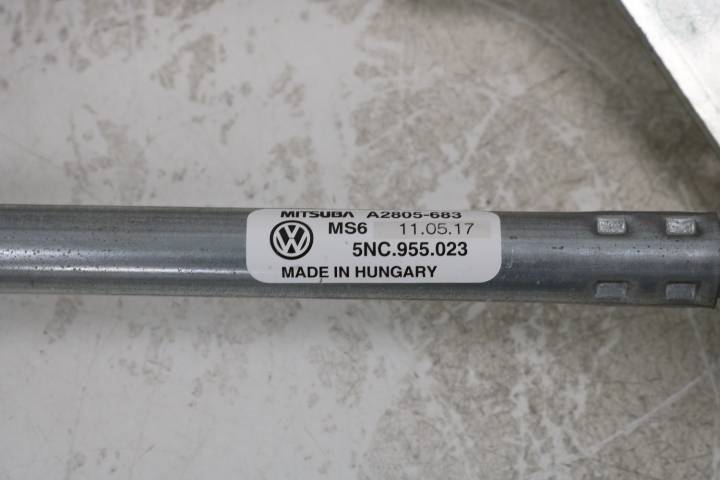 MITSUBA A2805-683
MS6 11.05.17
5NC.955.023
MADE IN HUNGARY